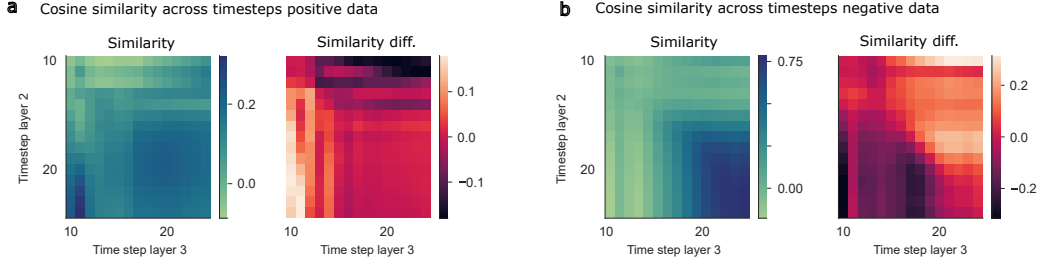 a Cosine similarity across timesteps positive data
b Cosine similarity across timesteps negative data
Similarity
Similarity diff.
Similarity
Similarity diff.
Timestep layer 2
10
20
10
20
Time step layer 3
0.2
0.0
10
20
Time step layer 3
0.1
0.0
−0.1
Timestep layer 2
10
20
10
20
Time step layer 3
0.75
0.00
20
10
Time step layer 3
0.2
0.0
−0.2